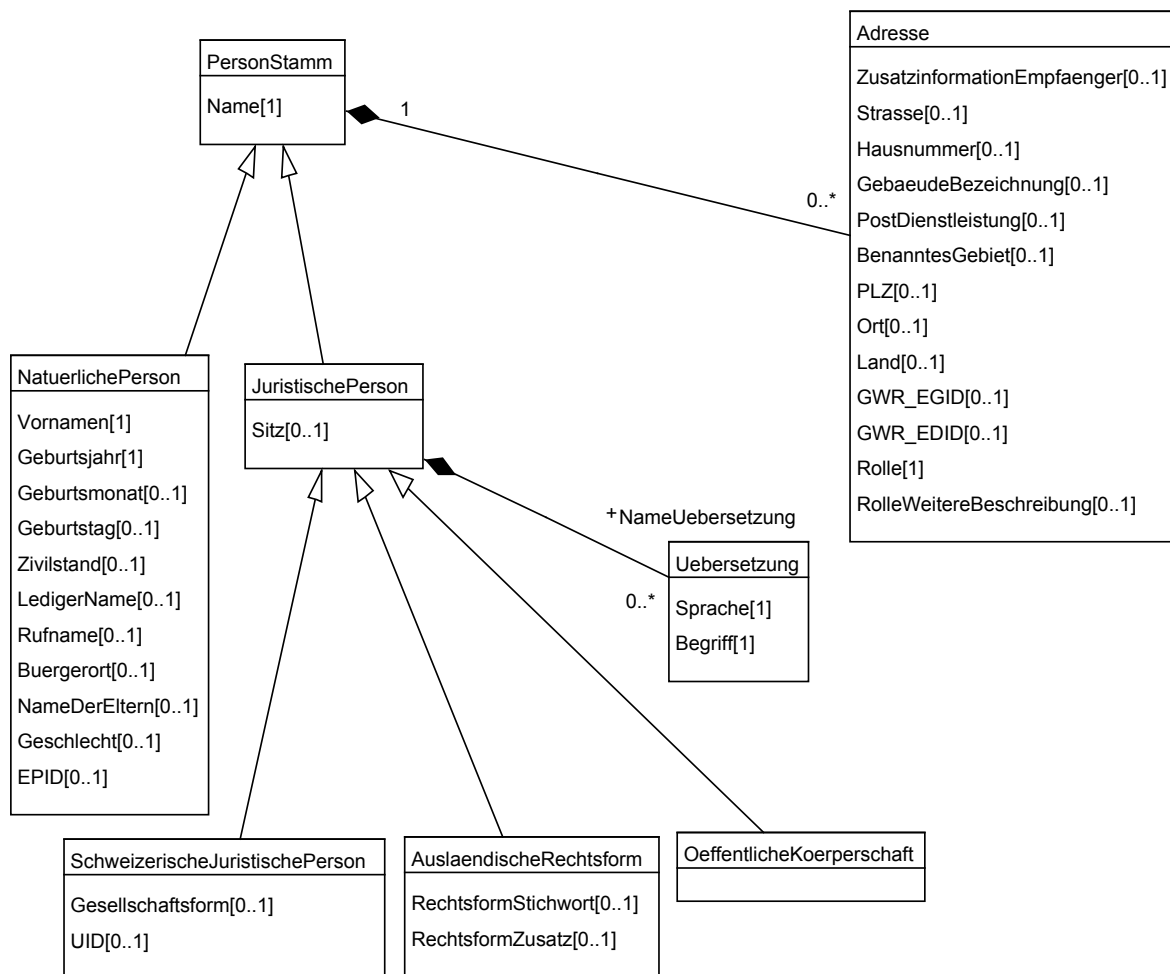 PersonStamm
Name[1]
1
0..*
Adresse
ZusatzinformationEmpfaenger[0..1]
Strasse[0..1]
Hausnummer[0..1]
GebaeudeBezeichnung[0..1]
PostDienstleistung[0..1]
BenanntesGebiet[0..1]
PLZ[0..1]
Ort[0..1]
Land[0..1]
GWR_EGID[0..1]
GWR_EDID[0..1]
Rolle[1]
RolleWeitereBeschreibung[0..1]
NatuerlichePerson
Vornamen[1]
Geburtsjahr[1]
Geburtsmonat[0..1]
Geburtstag[0..1]
Zivilstand[0..1]
LedigerName[0..1]
Rufname[0..1]
Buergerort[0..1]
NameDerEltern[0..1]
Geschlecht[0..1]
EPID[0..1]
JuristischePerson
Sitz[0..1]
+NameUebersetzung
0..*
Uebersetzung
Sprache[1]
Begriff[1]
SchweizerischeJuristischePerson
Gesellschaftsform[0..1]
UID[0..1]
AuslaendischeRechtsform
RechtsformStichwort[0..1]
RechtsformZusatz[0..1]
OeffentlicheKoerperschaft